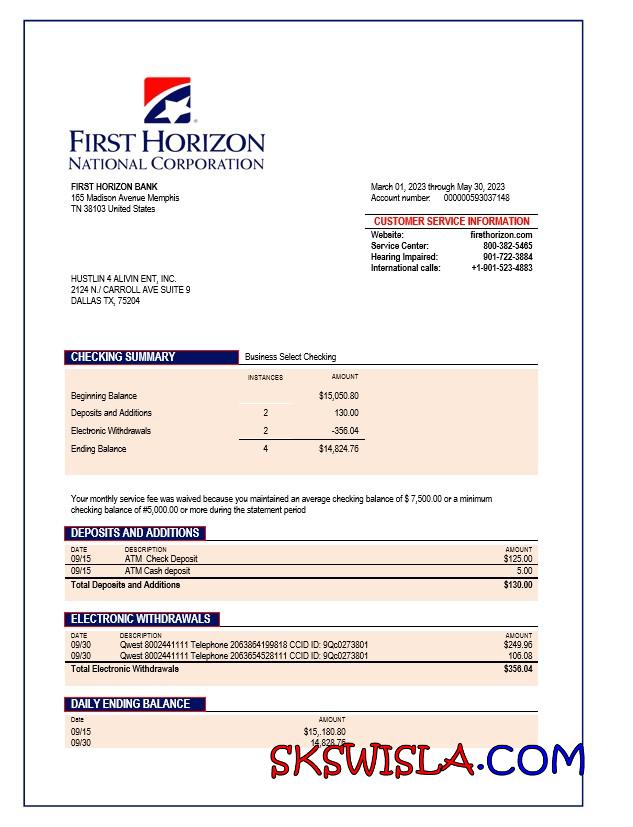 FIRST HORIZON
NATIONAL CORPORATION
FIRST HORIZON BANK
165 Madison Avenue Memphis
TN 38103 United States
March 01, 2023 through May 30, 2023
Account number: 000000593037148
CUSTOMER SERVICE INFORMATION
Website: firsthorizon.com
Service Center: 800-382-5465
Hearing Impaired: 901-722-3884
International calls: +1-901-523-4883
HUSTLIN 4 ALIVIN ENT, INC.
2124 N./ CARROLL AVE SUITE 9
DALLAS TX, 75204
CHECKING SUMMARY Business Select Checking
INSTANCES AMOUNT
Beginning Balance $15,050.80
Deposits and Additions 2 130.00
Electronic Withdrawals 2 -356.04
Ending Balance 4 $14,824.76
Your monthly service fee was waived because you maintained an average checking balance of $ 7,500.00 or a minimum
checking balance of #5,000.00 or more during the statement period
DEPOSITS AND ADDITIONS
DATE DESCRIPTION AMOUNT
09/15 ATM Check Deposit $125.00
09/15 ATM Cash deposit 5.00
Total Deposits and Additions $130.00
ELECTRONIC WITHDRAWALS
DATE DESCRIPTION AMOUNT
09/30 Qwest 8002441111 Telephone 2063864199818 CCID ID: 9Qc0273801 $249.96
09/30 Qwest 8002441111 Telephone 2063654528111 CCID ID: 9Qc0273801 106.08
Total Electronic Withdrawals $356.04
DAILY ENDING BALANCE
Date AMOUNT
09/15 $15,.180.80
09/30 14,828.76
SKSWISLA.COM